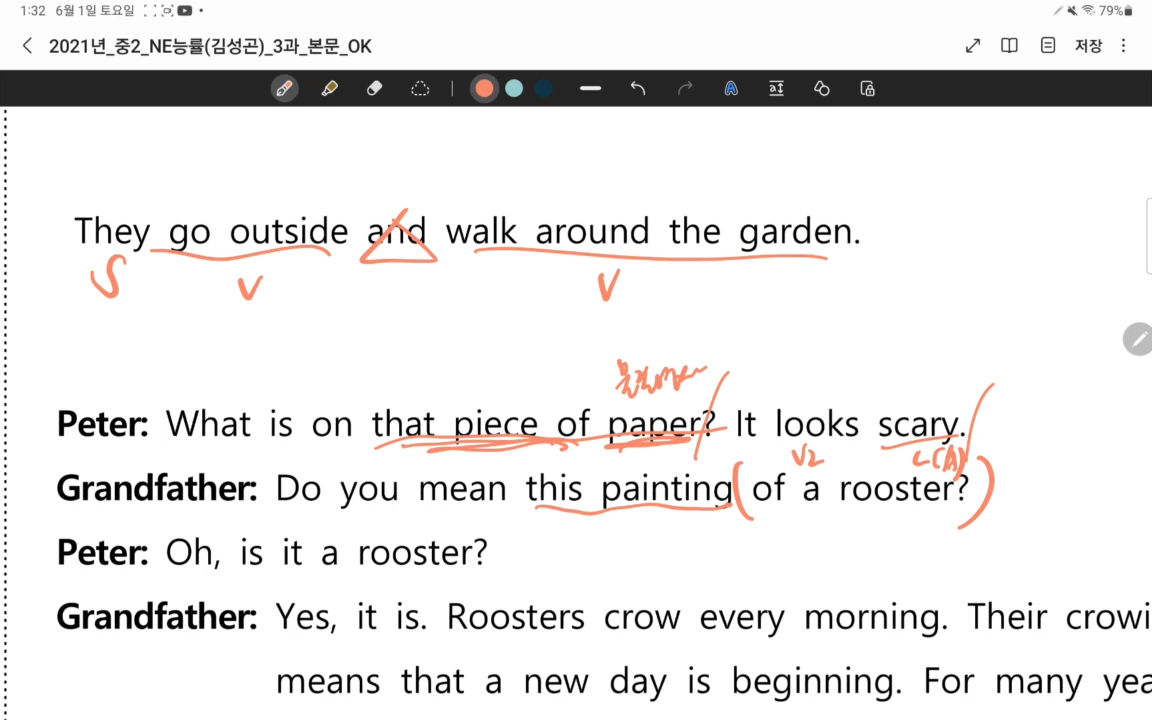 1:32 6월 1일 토요일 79%
2021년_중2_NE능률(김성곤)_3과_본문_OK 저장
They go outside and walk around the garden.
S V V
Peter: What is on that piece of paper? It looks scary.
V2 C(A)
Grandfather: Do you mean this painting (of a rooster?)
Peter: Oh, is it a rooster?
Grandfather: Yes, it is. Roosters crow every morning. Their crowi
means that a new day is beginning. For many yea